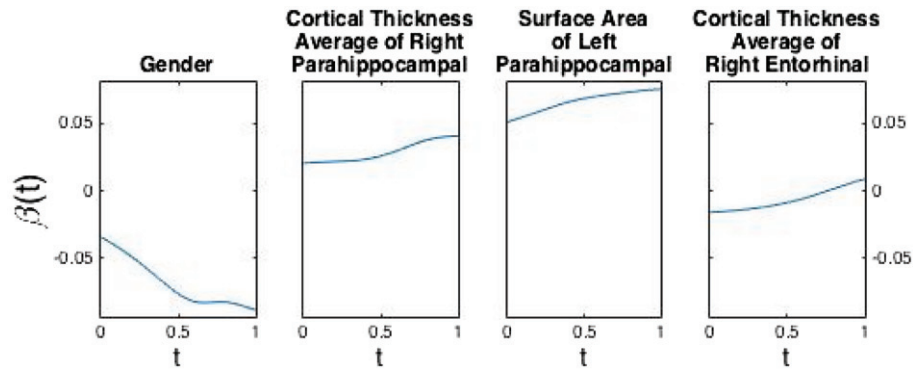 Gender
Cortical Thickness
Average of Right
Parahippocampal
Surface Area
of Left
Parahippocampal
Cortical Thickness
Average of
Right Entorhinal
β(t)
0.05
0
-0.05
0.05
0
-0.05
0 0.5 1
0 0.5 1
0 0.5 1
0 0.5 1
t
t
t
t